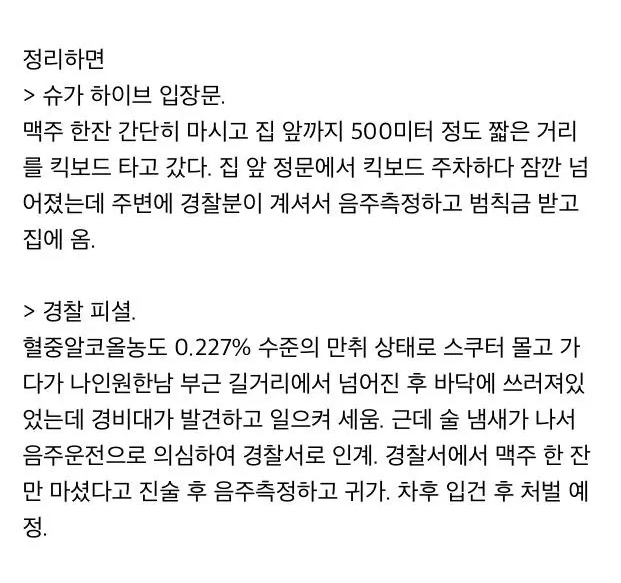 정리하면
> 슈가 하이브 입장문.
맥주 한잔 간단히 마시고 집 앞까지 500미터 정도 짧은 거리
를 킥보드 타고 갔다. 집 앞 정문에서 킥보드 주차하다 잠깐 넘
어졌는데 주변에 경찰분이 계셔서 음주측정하고 범칙금 받고
집에 옴.
> 경찰 피셜.
혈중알코올농도 0.227% 수준의 만취 상태로 스쿠터 몰고 가
다가 나인원한남 부근 길거리에서 넘어진 후 바닥에 쓰러져있
었는데 경비대가 발견하고 일으켜 세움. 근데 술 냄새가 나서
음주운전으로 의심하여 경찰서로 인계. 경찰서에서 맥주 한 잔
만 마셨다고 진술 후 음주측정하고 귀가. 차후 입건 후 처벌 예
정.